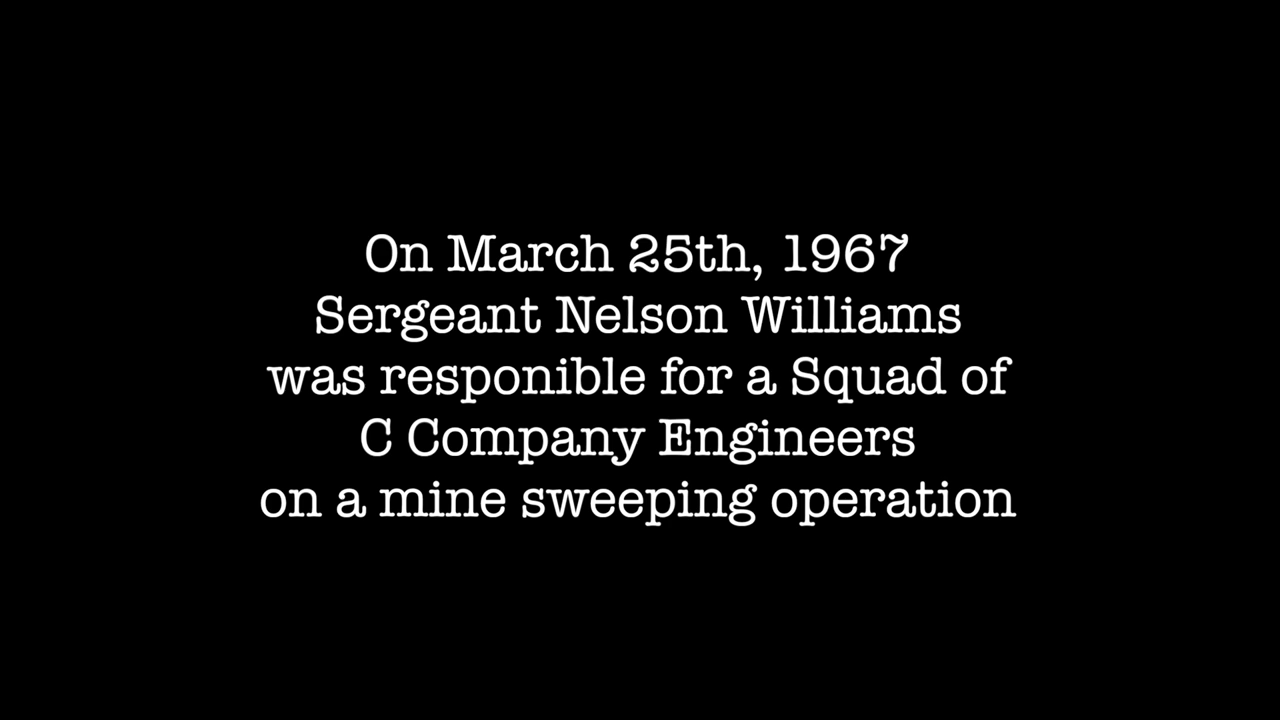 On March 25th, 1967
Sergeant Nelson Williams
was responible for a Squad of
C Company Engineers
on a mine sweeping operation